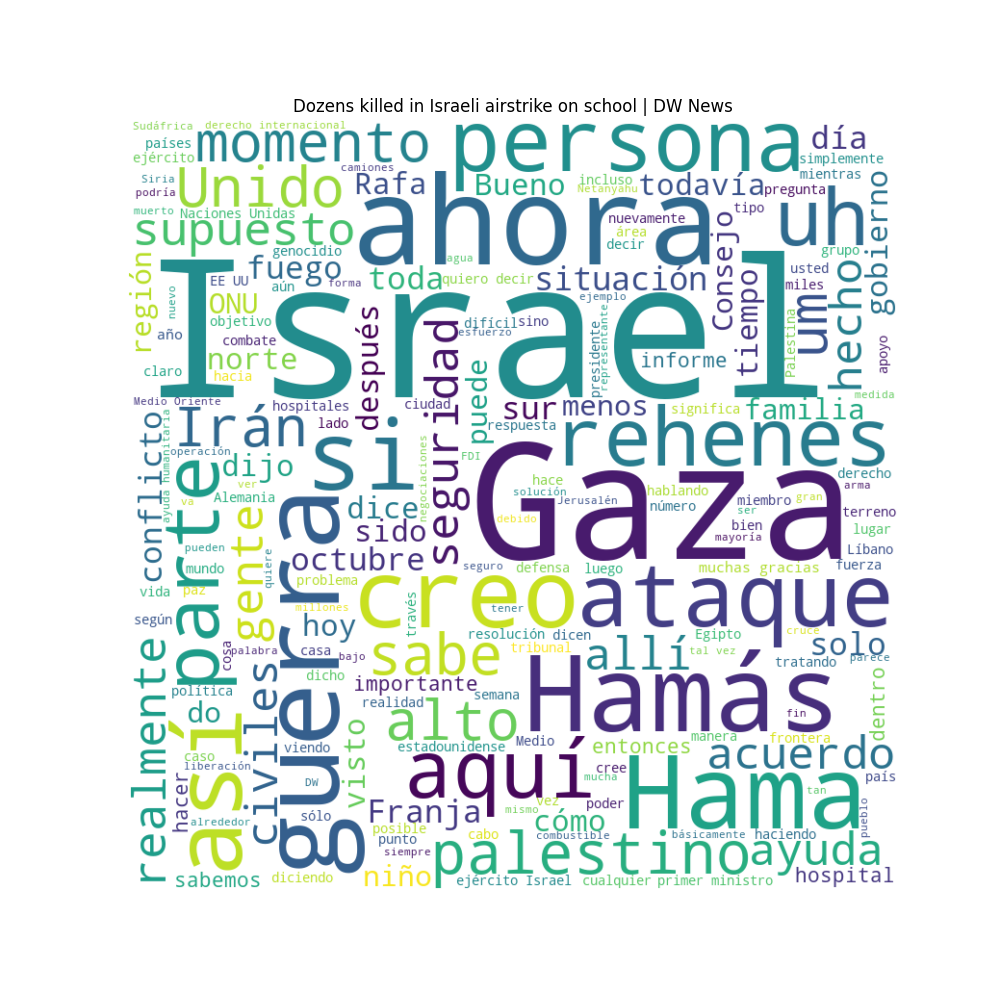 Dozens killed in Israeli airstrike on school | DW News
Sudáfrica
derecho internacional
países
ejército
momento
persona
día
simplemente
camiones
Siria
podría
Unido
Rafa
Bueno
incluso
Netanyahu
todavía
pregunta
mientras
muerto
Naciones Unidas
supuesto
ahora
nuevamente
tipo
uh
gobierno
área
decir
grupo
genocidio
fuego
toda
agua
quiero decir
situación
Consejo
tiempo
usted
miles
hecho
región
EE UU
aún
forma
ejemplo
nuevo
ONU
Israel
um
objetivo
difícil
sino
esfuerzo
presidente
representante
Palestina
apoyo
año
combate
después
seguridad
puede
informe
norte
claro
hacia
medida
Medio Oriente
hospitales
ciudad
sur
menos
significa
familia
conflicto
ayuda humanitaria
Irán
lado
si
respuesta
rehenes
operación
parte
dijo
negociaciones
FDI
Gaza
hace
solución
Jerusalén
hablando
número
derecho
arma
ver
va
Alemania
guerra
dice
miembro
gran
ser
terreno
gente
sido
debido
bien
mayoría
lugar
pueden
quiere
octubre
Líbano
mundo
problema
seguro
defensa
luego
muchas gracias
fuerza
vida
paz
creo
ataque
millones
tener
través
según
hoy
resolución
dicen
Egipto
cruce
realmente
cosa
palabra
casa
bajo
sabe
tribunal
allí
tal vez
solo
parece
tratando
dicho
importante
Hamás
política
civiles
realidad
semana
dentro
do
alto
fin
así
caso
viendo
visto
estadounidense
Medio
entonces
manera
frontera
acuerdo
liberación
hacer
DW
aquí
cree
mucha
Hama
país
tan
alrededor
sólo
Franja
mismo
vez
poder
cómo
pueblo
posible
punto
cabo
combustible
básicamente
haciendo
siempre
palestino
ayuda
sabemos
diciendo
niño
ejército Israel
cualquier
primer ministro
hospital